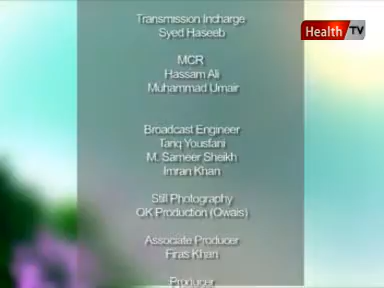 Transmission Incharge
Syed Haseeb
MCR
Hassam Ali
Muhammad Umair
Broadcast Engineer
Tariq Yousfani
M. Sameer Sheikh
Imran Khan
Still Photography
OK Production (Owais)
Associate Producer
Firas Khan
Producer
Health TV